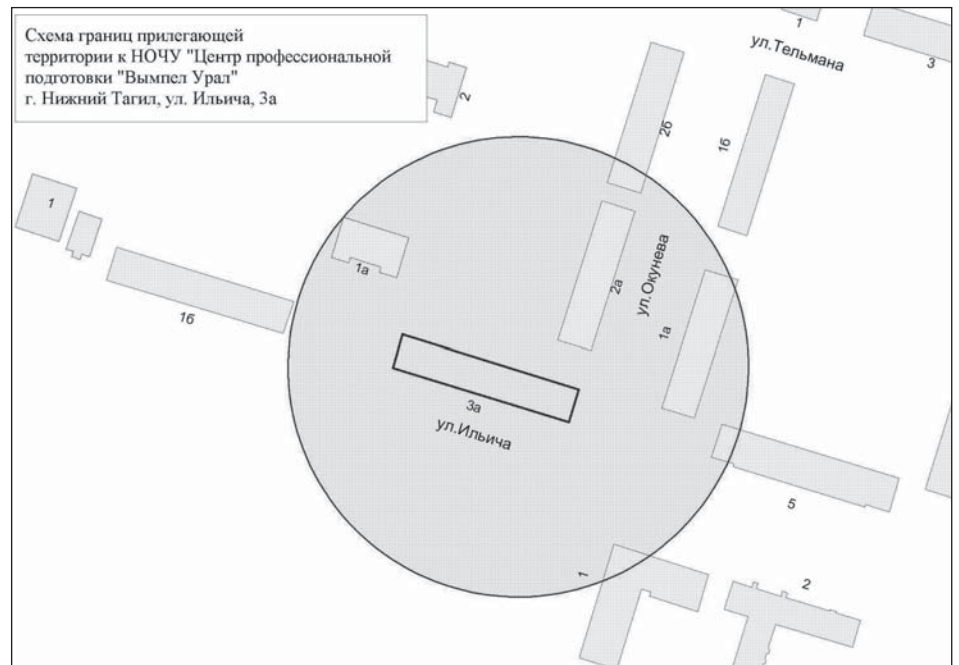 Схема границ прилегающей
территории к НОЧУ "Центр профессиональной
подготовки "Вымпел Урал"
г. Нижний Тагил, ул. Ильича, 3а
1
ул.Тельмана
3
2
2б
1б
1
1а
2а
ул.Окунева
1а
1б
3а
ул.Ильича
5
1
2